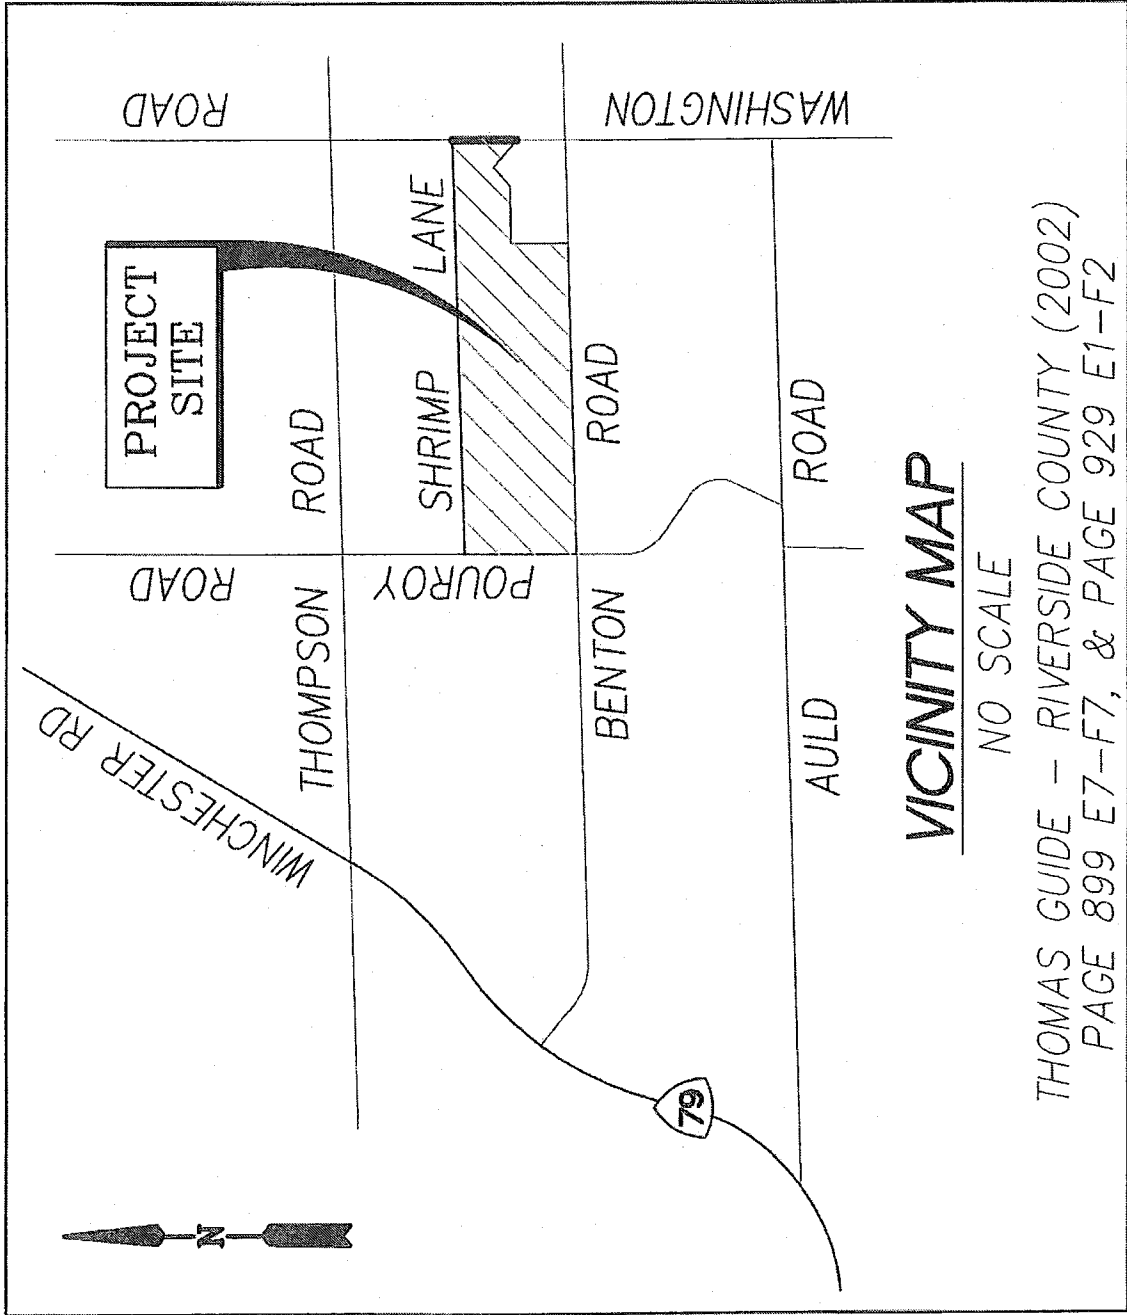 PROJECT
SITE
N
WINCHESTER RD
THOMPSON ROAD
POUROY ROAD
WASHINGTON ROAD
SHRIMP LANE
BENTON ROAD
AULD ROAD
79
VICINITY MAP
NO SCALE
THOMAS GUIDE - RIVERSIDE COUNTY (2002)
PAGE 899 E7-F7, & PAGE 929 E1-F2